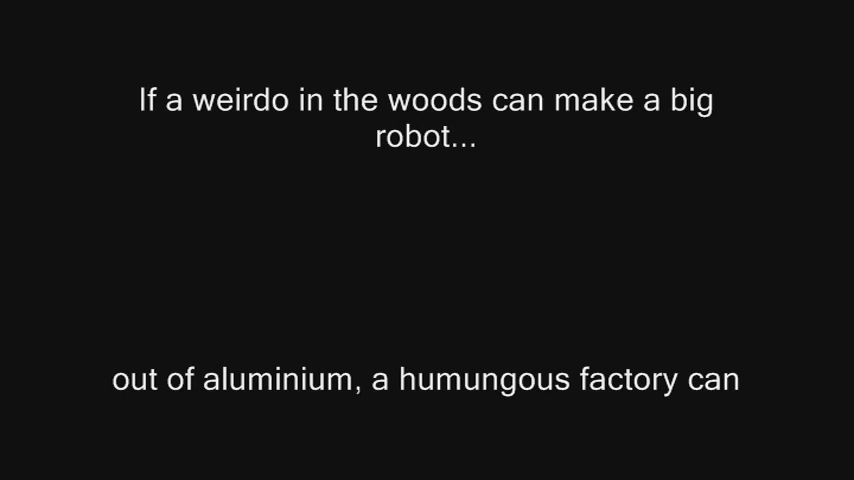 If a weirdo in the woods can make a big
robot...
out of aluminium, a humungous factory can